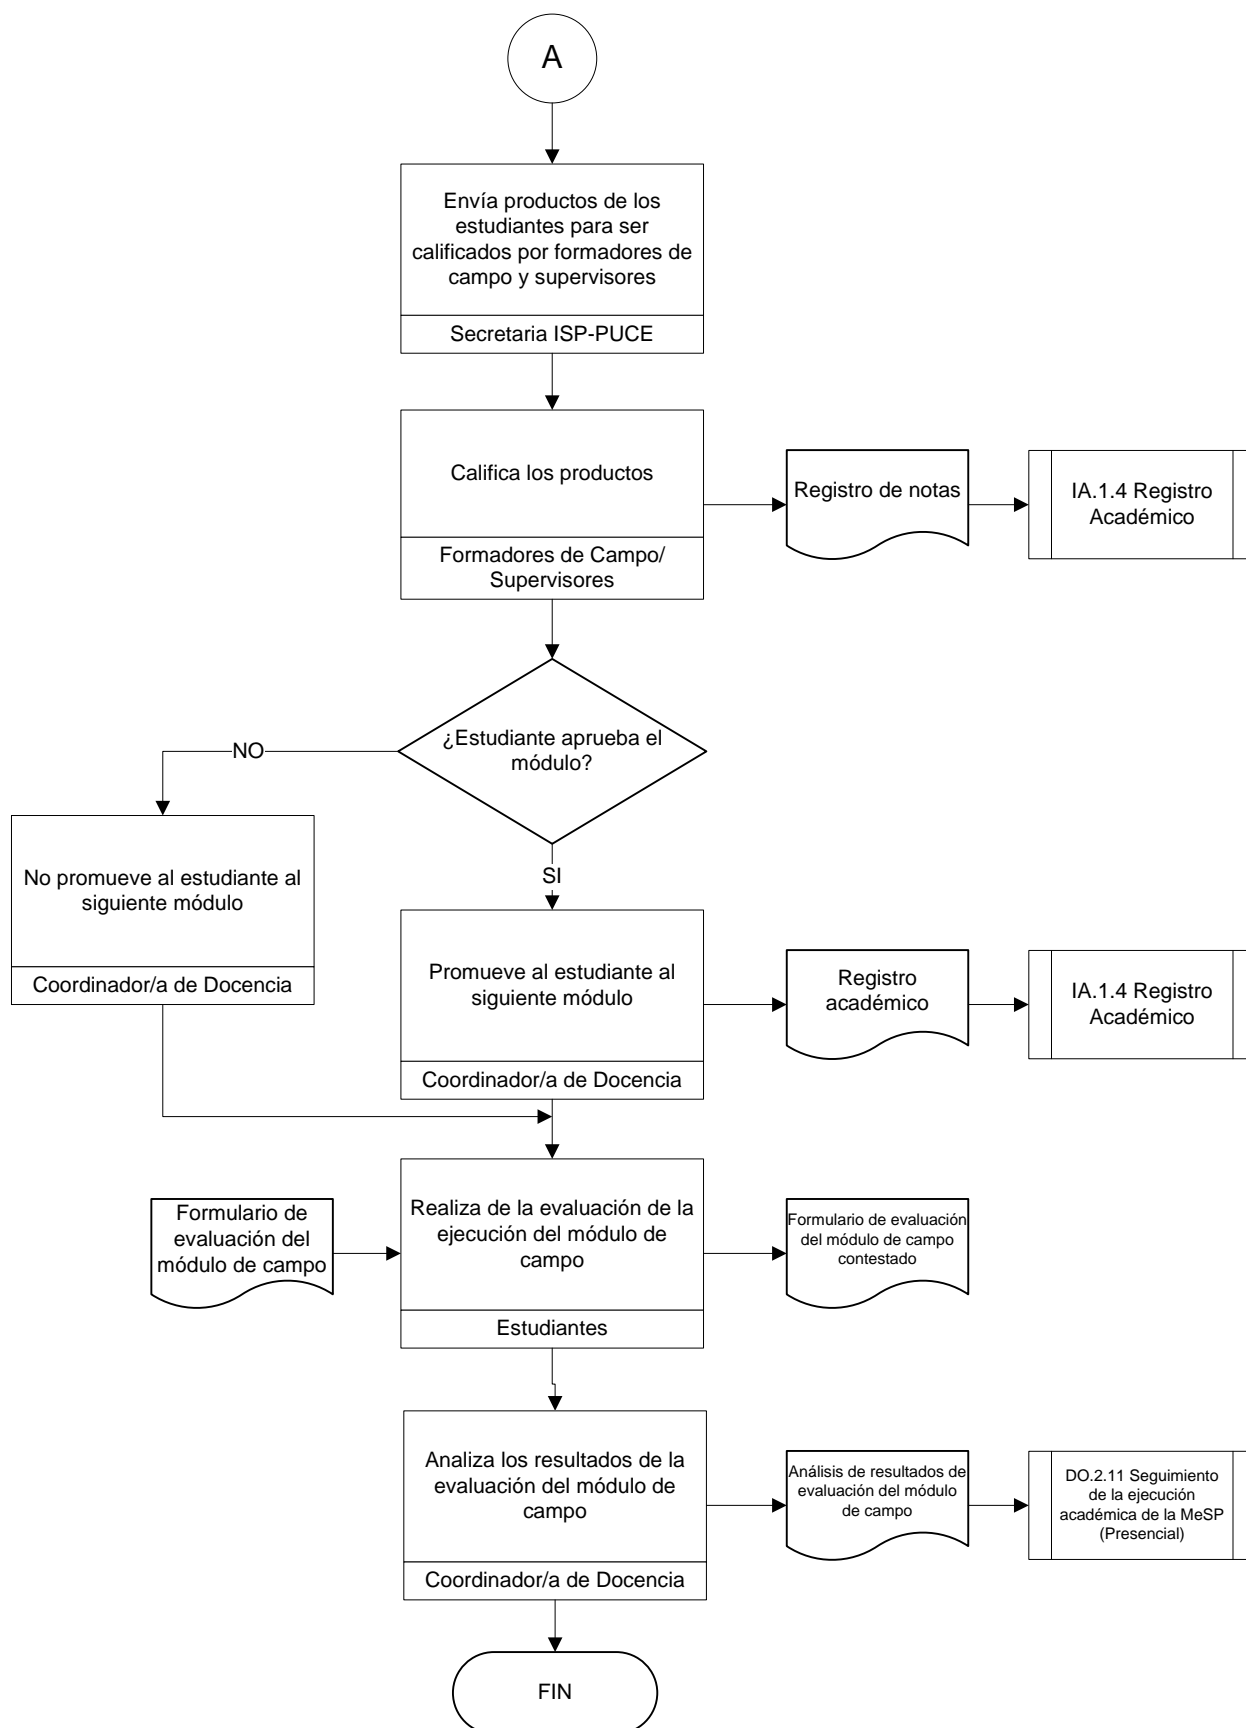 A
Envía productos de los
estudiantes para ser
calificados por formadores de
campo y supervisores
Secretaria ISP-PUCE
Califica los productos
Formadores de Campo/
Supervisores
Registro de notas
IA.1.4 Registro
Académico
¿Estudiante aprueba el
módulo?
NO
SI
No promueve al estudiante al
siguiente módulo
Coordinador/a de Docencia
Promueve al estudiante al
siguiente módulo
Coordinador/a de Docencia
Registro
académico
IA.1.4 Registro
Académico
Formulario de
evaluación del
módulo de campo
Realiza de la evaluación de la
ejecución del módulo de
campo
Estudiantes
Formulario de evaluación
del módulo de campo
contestado
Analiza los resultados de la
evaluación del módulo de
campo
Coordinador/a de Docencia
Análisis de resultados de
evaluación del módulo
de campo
DO.2.11 Seguimiento
de la ejecución
académica de la MeSP
(Presencial)
FIN